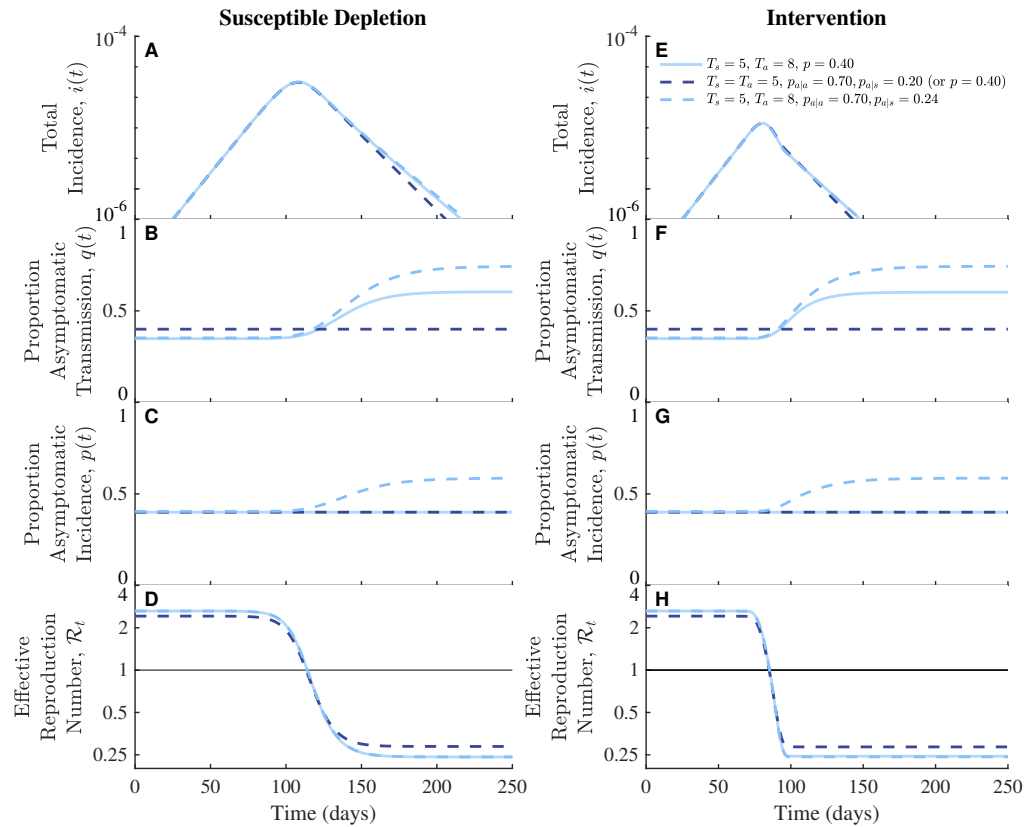 Susceptible Depletion
Intervention
A
Total
Incidence, i(t)
10^-4
10^-6
E
Total
Incidence, i(t)
10^-4
10^-6
T_s = 5, T_a = 8, p = 0.40
T_s = T_a = 5, p_{a|a} = 0.70, p_{a|s} = 0.20 (or p = 0.40)
T_s = 5, T_a = 8, p_{a|a} = 0.70, p_{a|s} = 0.24
B
Proportion
Asymptomatic
Transmission, q(t)
1
0.5
0
F
Proportion
Asymptomatic
Transmission, q(t)
1
0.5
0
C
Proportion
Asymptomatic
Incidence, p(t)
1
0.5
0
G
Proportion
Asymptomatic
Incidence, p(t)
1
0.5
0
D
Effective
Reproduction
Number, R_t
4
2
1
0.5
0.25
0 50 100 150 200 250
Time (days)
H
Effective
Reproduction
Number, R_t
4
2
1
0.5
0.25
0 50 100 150 200 250
Time (days)